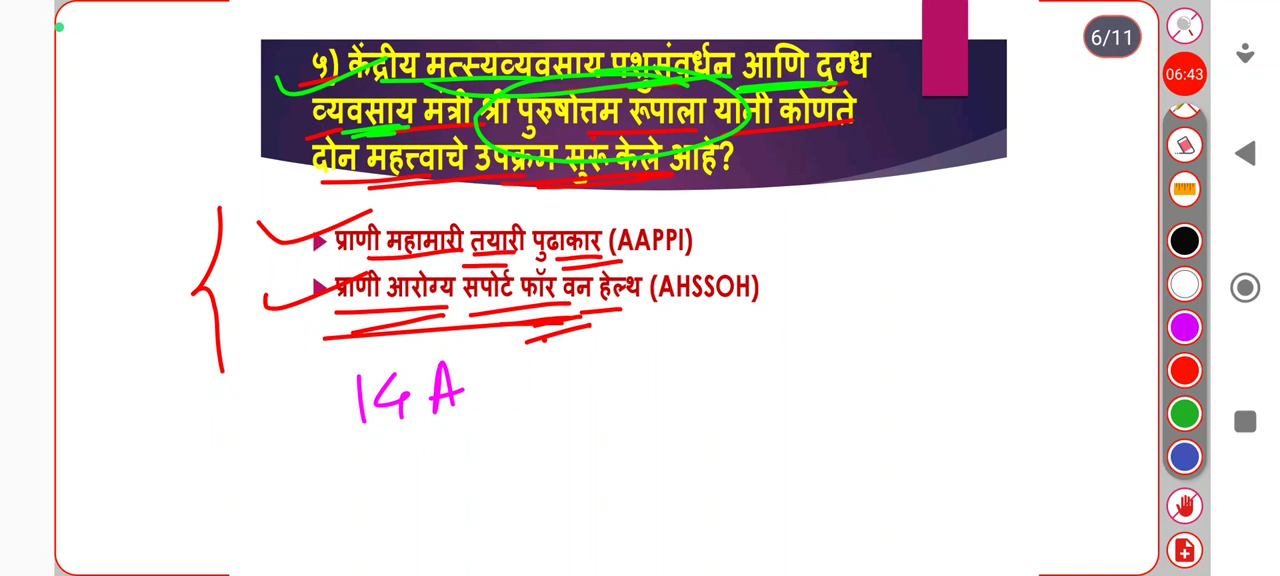 6/11
06:43
५) केंद्रीय मत्स्यव्यवसाय पशुसंवर्धन आणि दुग्ध
व्यवसाय मंत्री श्री पुरुषोत्तम रूपाला यांनी कोणते
दोन महत्त्वाचे उपक्रम सुरू केले आहे?
प्राणी महामारी तयारी पुढाकार (AAPPI)
प्राणी आरोग्य सपोर्ट फॉर वन हेल्थ (AHSSOH)
14 A